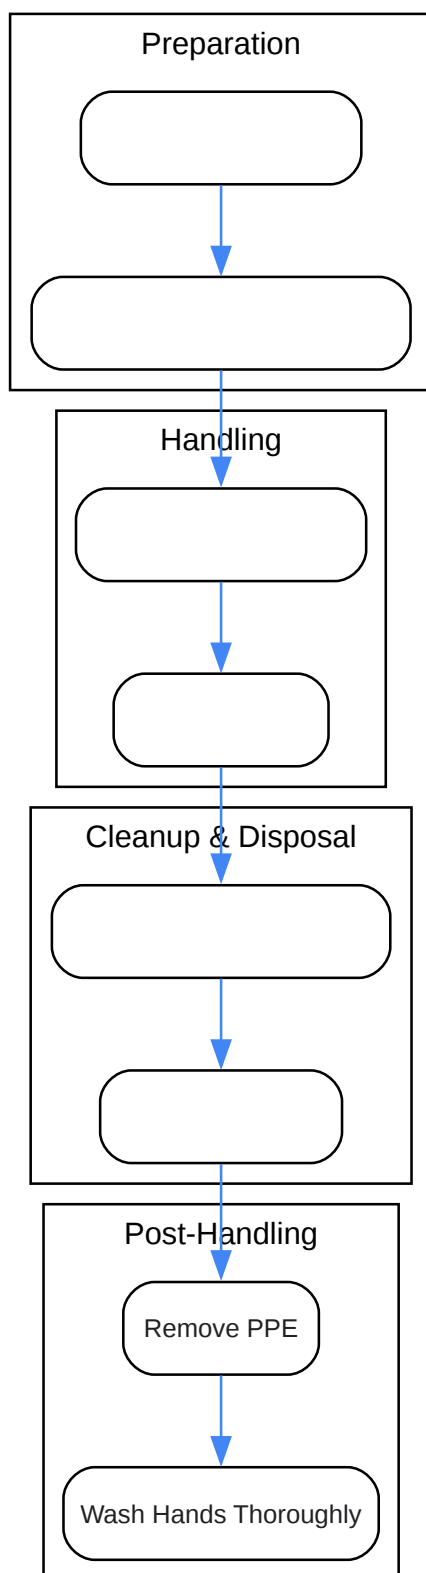 Preparation
Handling
Cleanup & Disposal
Post-Handling
Remove PPE
Wash Hands Thoroughly